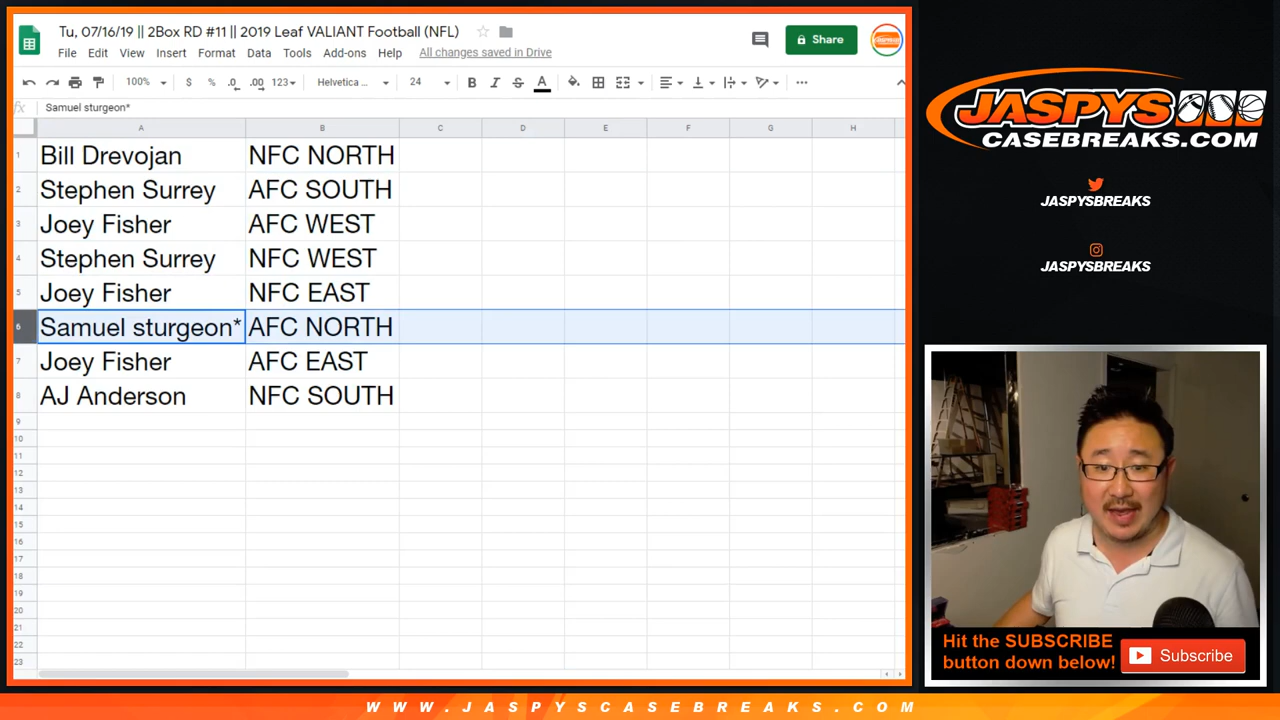 Tu, 07/16/19 || 2Box RD #11 || 2019 Leaf VALIANT Football (NFL)
File Edit View Insert Format Data Tools Add-ons Help All changes saved in Drive
Share
100% $ % .0 .00 123 Helvetica ... 24 B I S A
fx Samuel sturgeon*
A B C D E F G H
1 Bill Drevojan NFC NORTH
2 Stephen Surrey AFC SOUTH
3 Joey Fisher AFC WEST
4 Stephen Surrey NFC WEST
5 Joey Fisher NFC EAST
6 Samuel sturgeon* AFC NORTH
7 Joey Fisher AFC EAST
8 AJ Anderson NFC SOUTH
9
10
11
12
13
14
15
16
17
18
19
20
21
22
23
JASPYS
CASEBREAKS.COM
JASPYSBREAKS
JASPYSBREAKS
Hit the SUBSCRIBE
button down below!
Subscribe
WWW.JASPYSCASEBREAKS.COM